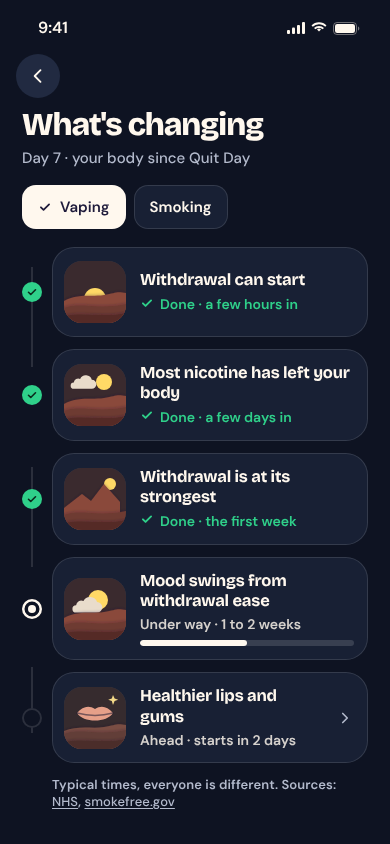 9:41
What's changing
Day 7 · your body since Quit Day
Vaping
Smoking
Withdrawal can start
Done · a few hours in
Most nicotine has left your
body
Done · a few days in
Withdrawal is at its
strongest
Done · the first week
Mood swings from
withdrawal ease
Under way · 1 to 2 weeks
Healthier lips and
gums
Ahead · starts in 2 days
Typical times, everyone is different. Sources:
NHS, smokefree.gov